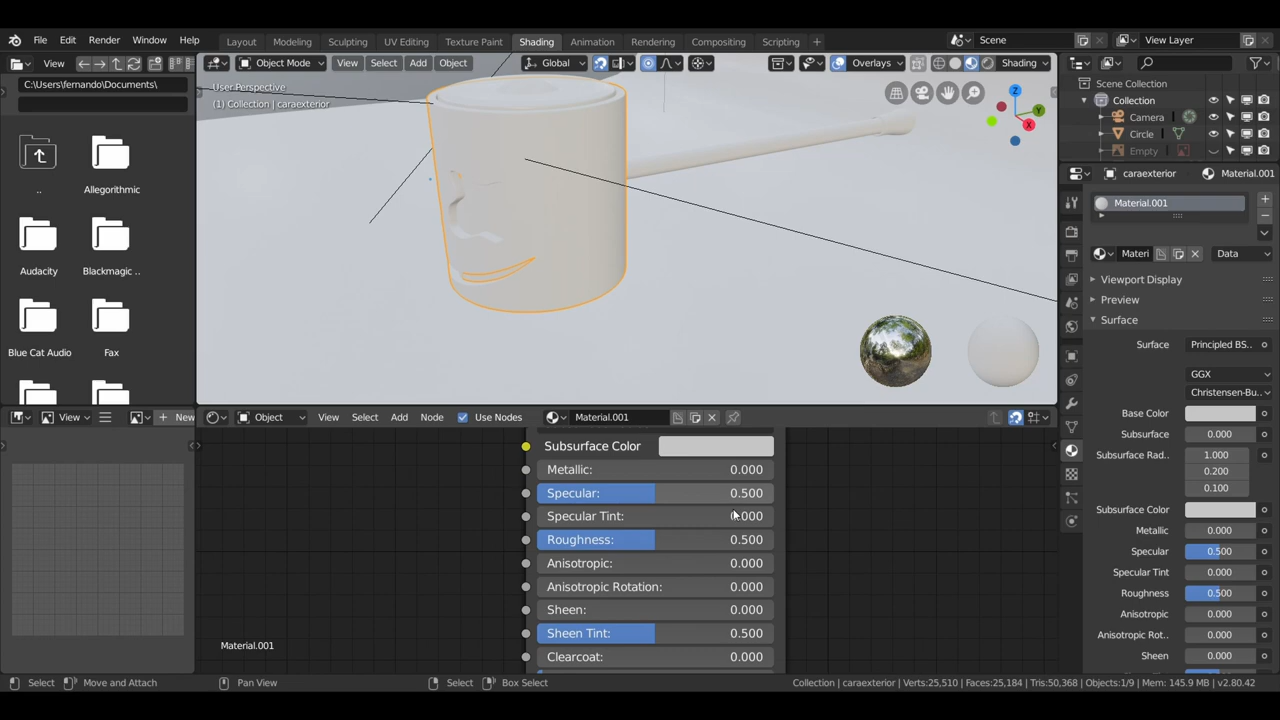 File Edit Render Window Help
Layout Modeling Sculpting UV Editing Texture Paint Shading Animation Rendering Compositing Scripting +
Scene View Layer
View
C:\Users\fernando\Documents\
..
Allegorithmic
Audacity
Blackmagic ..
Blue Cat Audio
Fax
Object Mode View Select Add Object Global Overlays Shading
User Perspective
(1) Collection | caraexterior
Z
Y
X
Scene Collection
Collection
Camera
Circle
Empty
caraexterior Material.001
Material.001
Materi Data
Viewport Display
Preview
Surface
Surface Principled BS..
GGX
Christensen-Bu..
Base Color
Subsurface 0.000
Subsurface Rad.. 1.000
0.200
0.100
Subsurface Color
Metallic 0.000
Specular 0.500
Specular Tint 0.000
Roughness 0.500
Anisotropic 0.000
Anisotropic Rot.. 0.000
Sheen 0.000
View New
Object View Select Add Node Use Nodes Material.001
Subsurface Color
Metallic: 0.000
Specular: 0.500
Specular Tint: 0.000
Roughness: 0.500
Anisotropic: 0.000
Anisotropic Rotation: 0.000
Sheen: 0.000
Sheen Tint: 0.500
Clearcoat: 0.000
Material.001
Select Move and Attach Pan View Select Box Select
Collection | caraexterior | Verts:25,510 | Faces:25,184 | Tris:50,368 | Objects:1/9 | Mem: 145.9 MB | v2.80.42